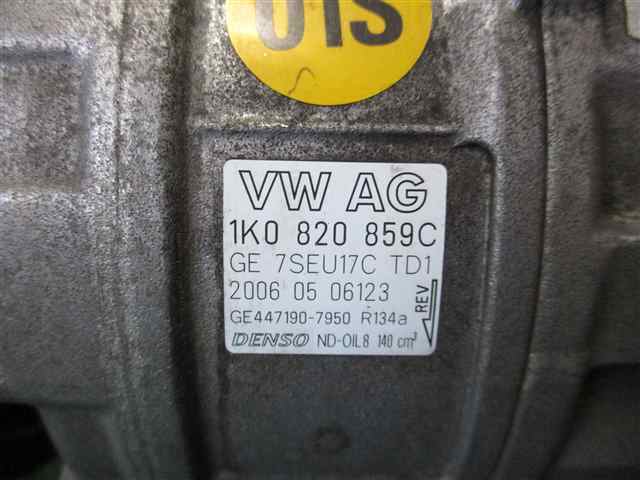 01S
VW AG
1K0 820 859C
GE 7SEU17C TD1
2006 05 06123
GE447190-7950 R134a
REV
DENSO ND-OIL8 140 cm³